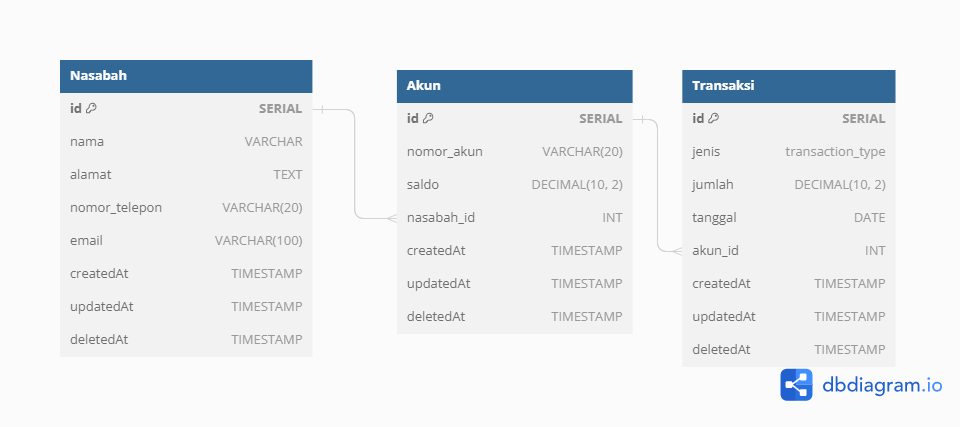 Nasabah
id SERIAL
nama VARCHAR
alamat TEXT
nomor_telepon VARCHAR(20)
email VARCHAR(100)
createdAt TIMESTAMP
updatedAt TIMESTAMP
deletedAt TIMESTAMP
Akun
id SERIAL
nomor_akun VARCHAR(20)
saldo DECIMAL(10, 2)
nasabah_id INT
createdAt TIMESTAMP
updatedAt TIMESTAMP
deletedAt TIMESTAMP
Transaksi
id SERIAL
jenis transaction_type
jumlah DECIMAL(10, 2)
tanggal DATE
akun_id INT
createdAt TIMESTAMP
updatedAt TIMESTAMP
deletedAt TIMESTAMP
dbdiagram.io